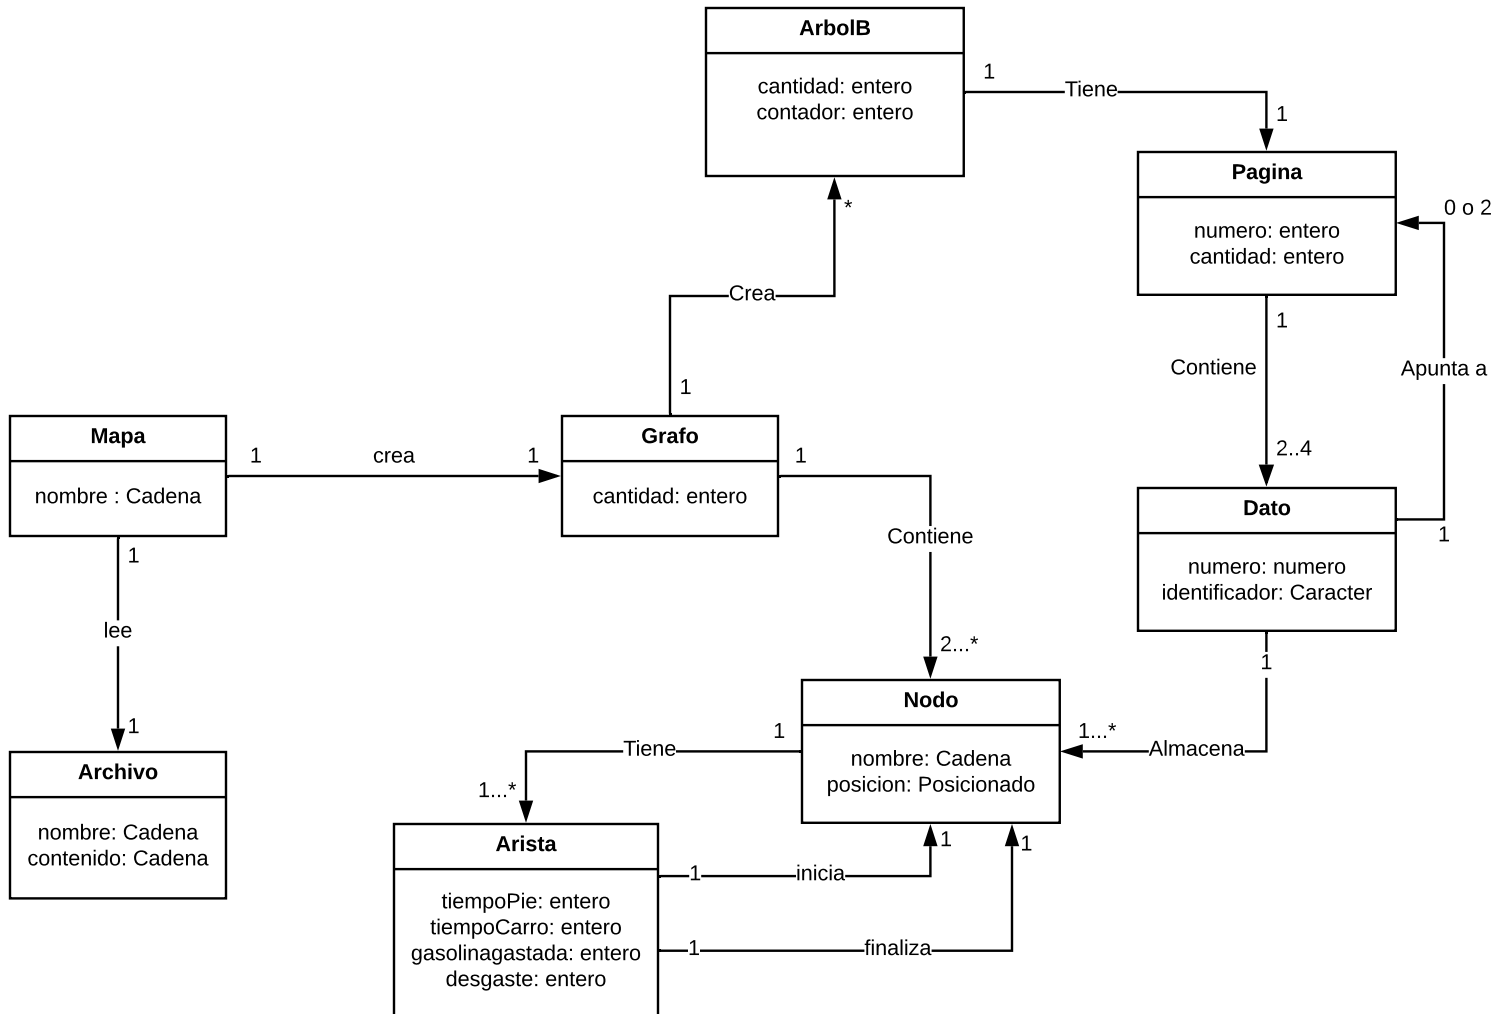 ArbolB
cantidad: entero
contador: entero
1
Tiene
1
Pagina
numero: entero
cantidad: entero
0 o 2
*
Crea
1
1
Contiene
Apunta a
2..4
Mapa
nombre : Cadena
1
crea
1
Grafo
cantidad: entero
1
Contiene
2...*
Dato
numero: numero
identificador: Caracter
1
1
1
lee
1
Archivo
nombre: Cadena
contenido: Cadena
Nodo
nombre: Cadena
posicion: Posicionado
1...*
Almacena
1
Tiene
1...*
Arista
tiempoPie: entero
tiempoCarro: entero
gasolinagastada: entero
desgaste: entero
1
inicia
1
1
finaliza
1